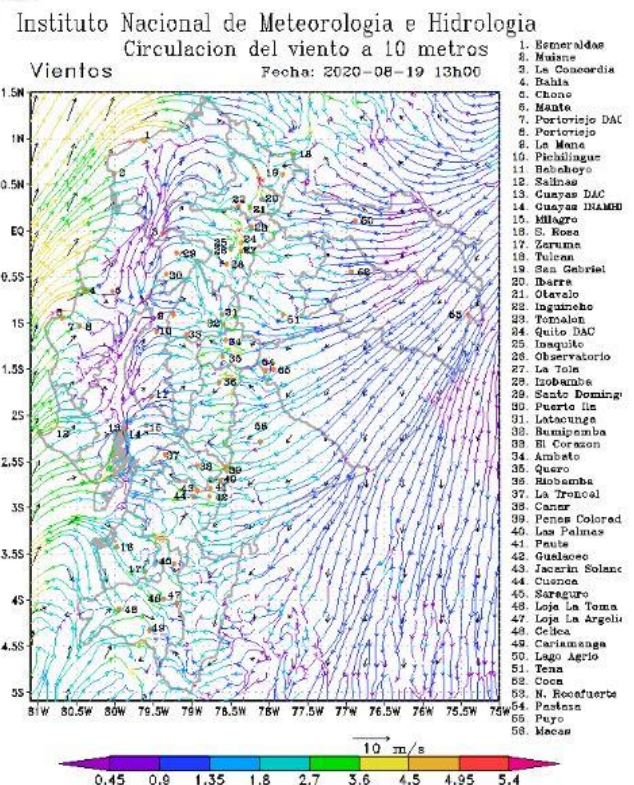 Instituto Nacional de Meteorologia e Hidrologia
Circulacion del viento a 10 metros
Vientos
Fecha: 2020-08-19 13h00
1. Esmeraldas
2. Muisne
3. La Concordia
4. Bahia
5. Chone
6. Manta
7. Portoviejo DAC
8. Portoviejo
9. La Mana
10. Pichilingue
11. Babahoyo
12. Salinas
13. Guayas DAC
14. Guayas INAMHI
15. Milagro
16. S. Rosa
17. Zaruma
18. Tulcan
19. San Gabriel
20. Ibarra
21. Otavalo
22. Inguincho
23. Tomalon
24. Quito DAC
25. Inaquito
26. Observatorio
27. La Tola
28. Izobamba
29. Santo Domingo
30. Puerto Ila
31. Latacunga
32. Rumipamba
33. El Corazon
34. Ambato
35. Quero
36. Riobamba
37. La Troncal
38. Canar
39. Penas Colorad
40. Las Palmas
41. Paute
42. Gualaceo
43. Jacarin Solano
44. Cuenca
45. Saraguro
46. Loja La Toma
47. Loja La Argelia
48. Celica
49. Cariamanga
50. Lago Agrio
51. Tena
52. Coca
53. N. Rocafuerte
54. Pastaza
55. Puyo
56. Macas
1.5N
1N
0.5N
EQ
0.5S
1S
1.5S
2S
2.5S
3S
3.5S
4S
4.5S
5S
81W 80.5W 80W 79.5W 79W 78.5W 78W 77.5W 77W 76.5W 76W 75.5W 75W
10 m/s
0.45 0.9 1.35 1.8 2.7 3.6 4.5 4.95 5.4